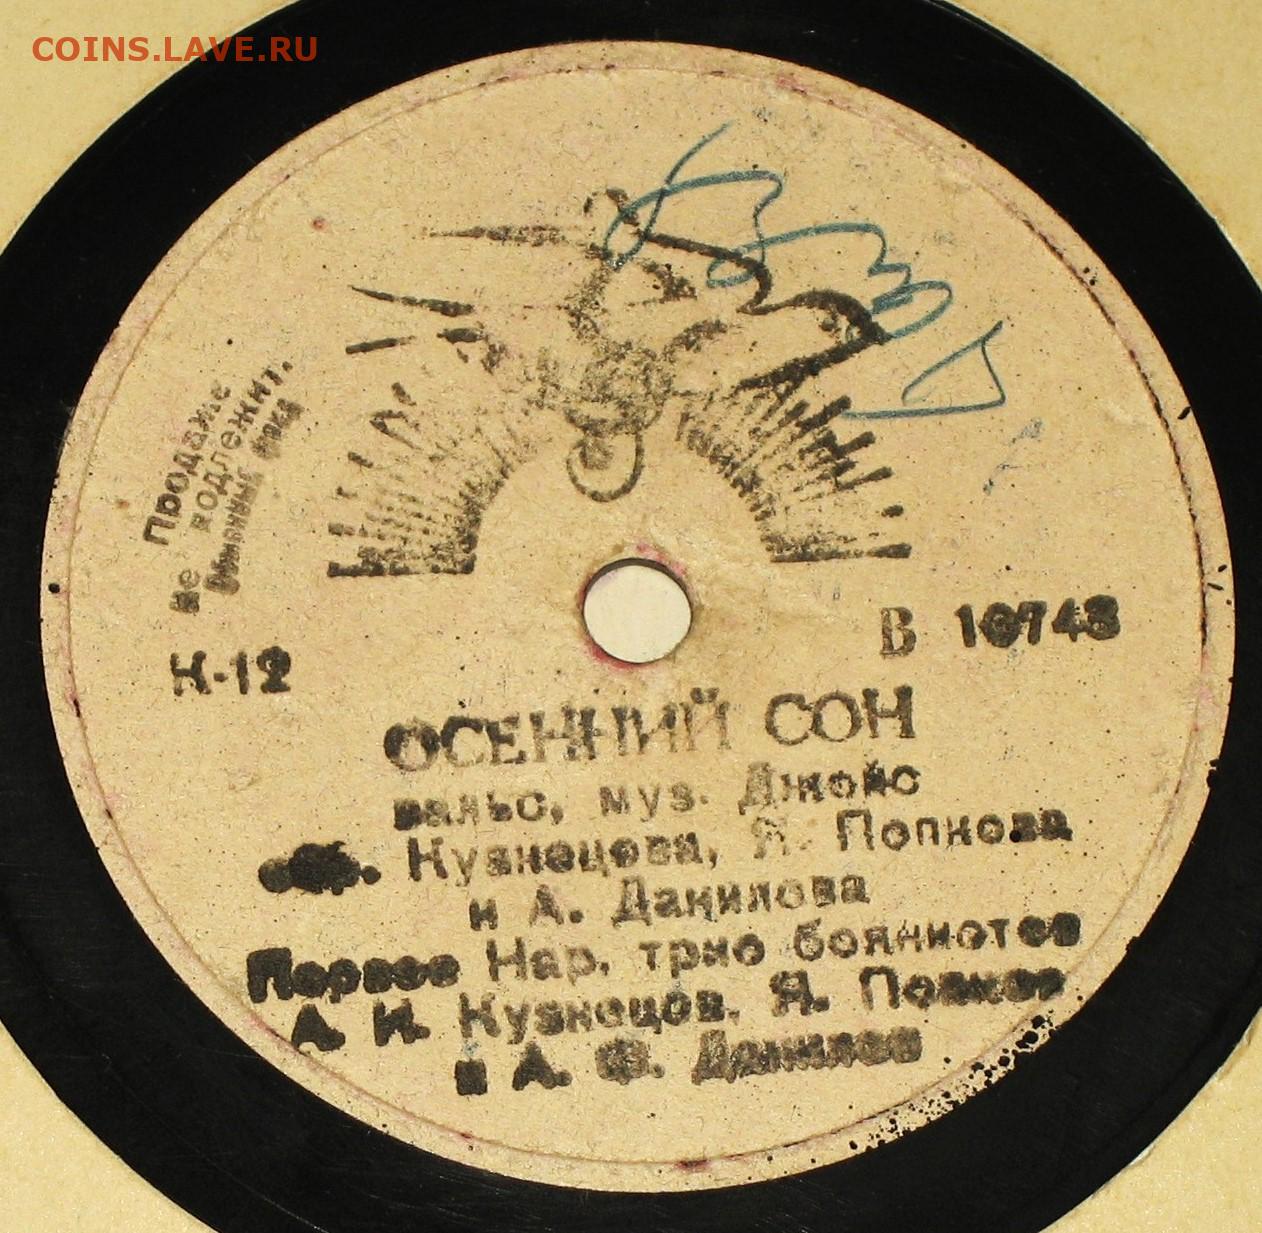 COINS.LAVE.RU
Продаже
не подлежит.
К-12
В 10743
ОСЕННИЙ СОН
вальс, муз. Джойс
Кузнецова, Я. Попкова
и А. Данилова
Первое Нар. трио боянистов
А. И. Кузнецов, Я. Попков
и А. Ф. Данилов